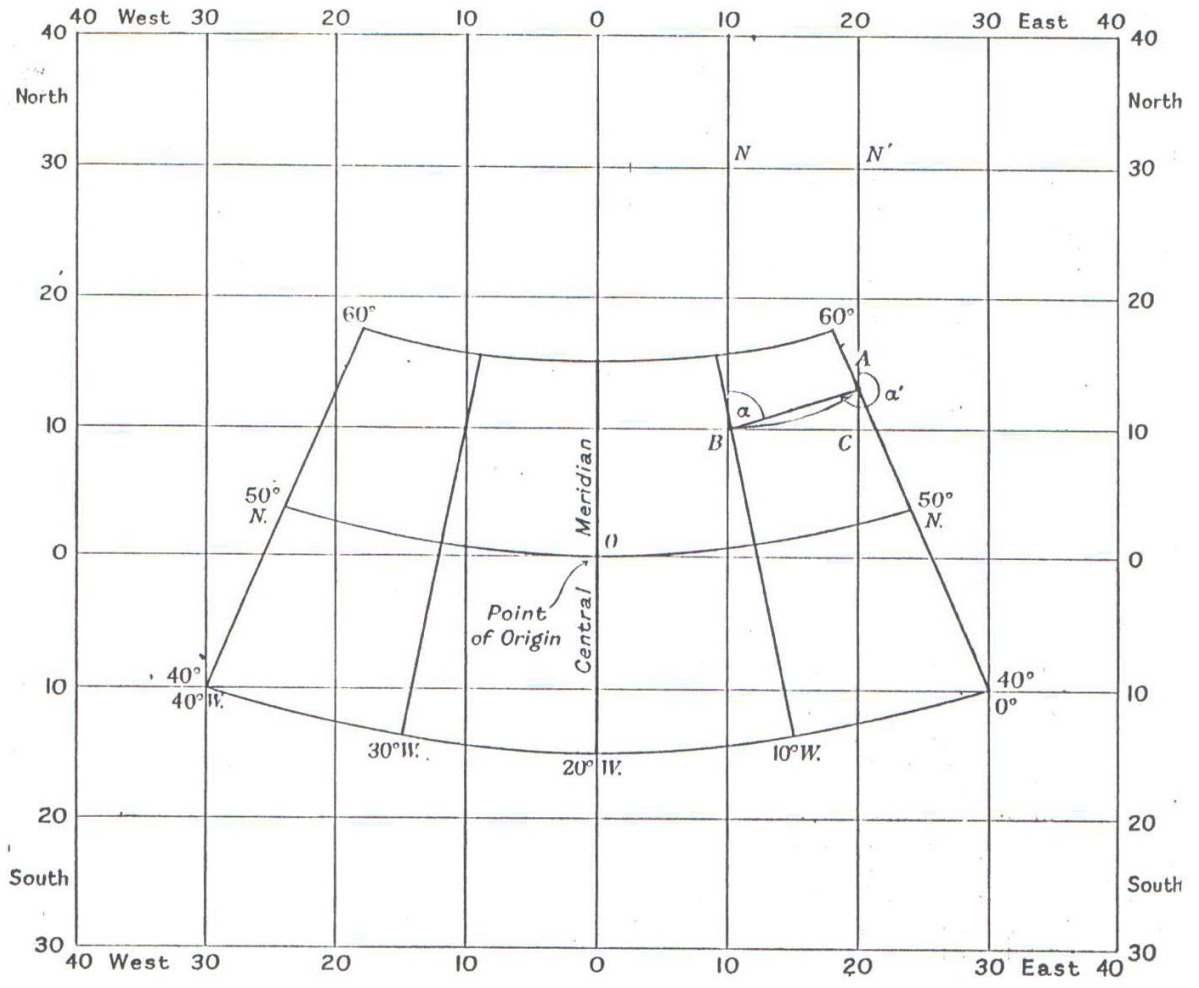 40 West 30 20 10 0 10 20 30 East 40
40 40
North North
N N′
30 30
20 20
60° 60°
A
α α′
10 10
B C
Meridian
50° 50°
N. N.
0 O 0
Point
of Origin
Central
40° 40°
10 10
40°W. 0°
30°W. 10°W.
20°W.
20 20
South South
30 30
40 West 30 20 10 0 10 20 30 East 40